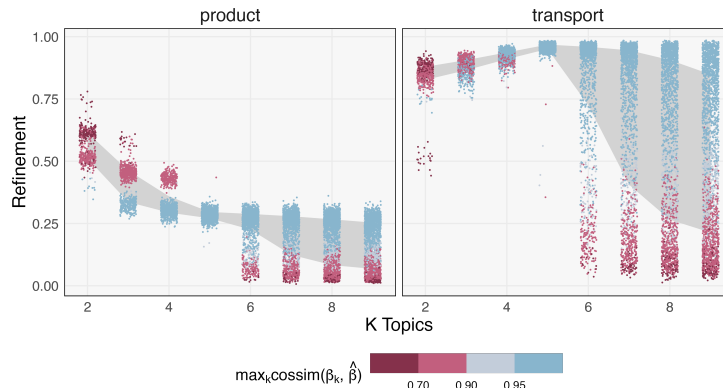 product
transport
Refinement
1.00
0.75
0.50
0.25
0.00
2 4 6 8 2 4 6 8
K Topics
max_k cossim(β_k, β̂)
0.70 0.90 0.95